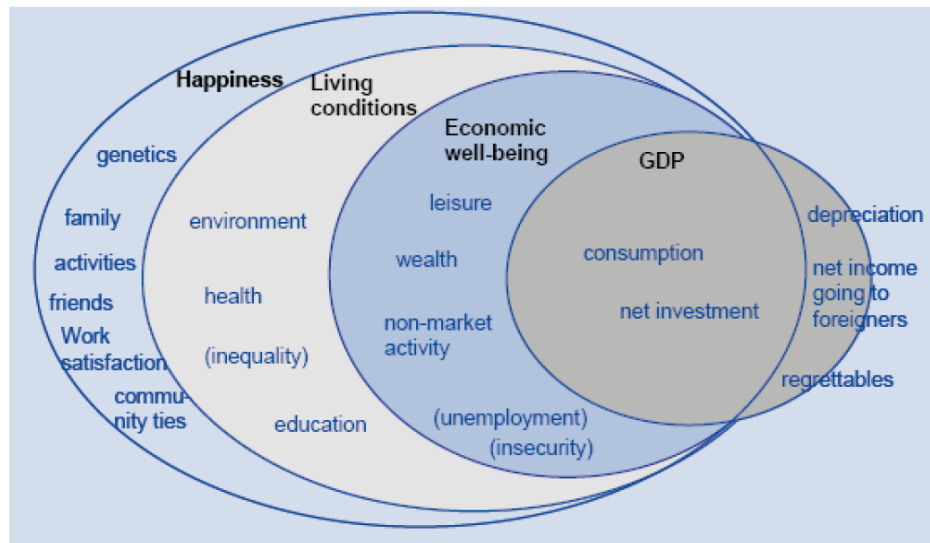 Happiness
Living
conditions
Economic
well-being
GDP
genetics
family
activities
friends
Work
satisfaction
commu-
nity ties
environment
health
(inequality)
education
leisure
wealth
non-market
activity
(unemployment)
(insecurity)
consumption
net investment
depreciation
net income
going to
foreigners
regrettables